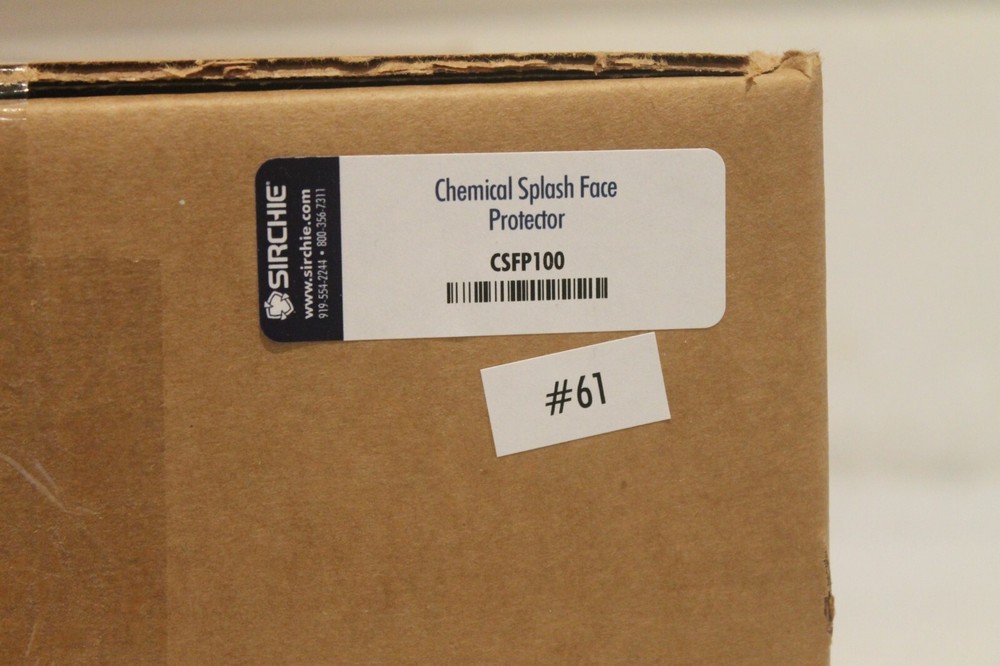 SIRCHIE®
www.sirchie.com
919-554-2244 • 800-356-7311
Chemical Splash Face
Protector
CSFP100
#61